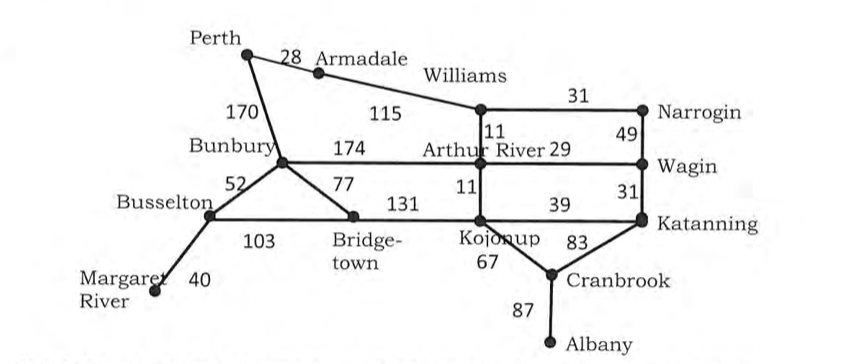 Perth
28 Armadale
Williams
31
Narrogin
170
115
11
49
Bunbury
174
Arthur River 29
Wagin
52
77
11
31
Busselton
131
39
Katanning
103
Bridge-
town
Kojonup
83
67
Margaret
River
40
Cranbrook
87
Albany